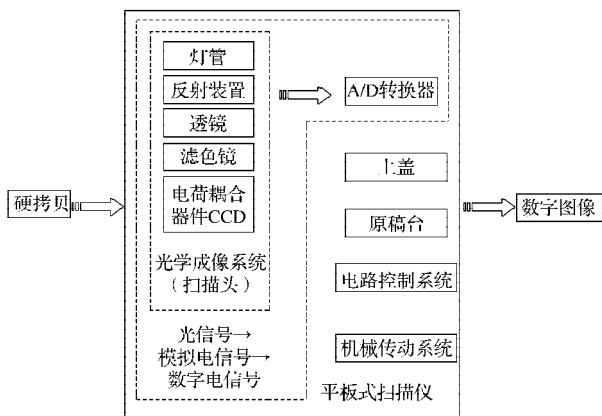 灯管
反射装置
透镜
滤色镜
电荷耦合
器件CCD
光学成像系统
（扫描头）
光信号→
模拟电信号→
数字电信号
A/D转换器
上盖
原稿台
电路控制系统
机械传动系统
平板式扫描仪
硬拷贝
数字图像